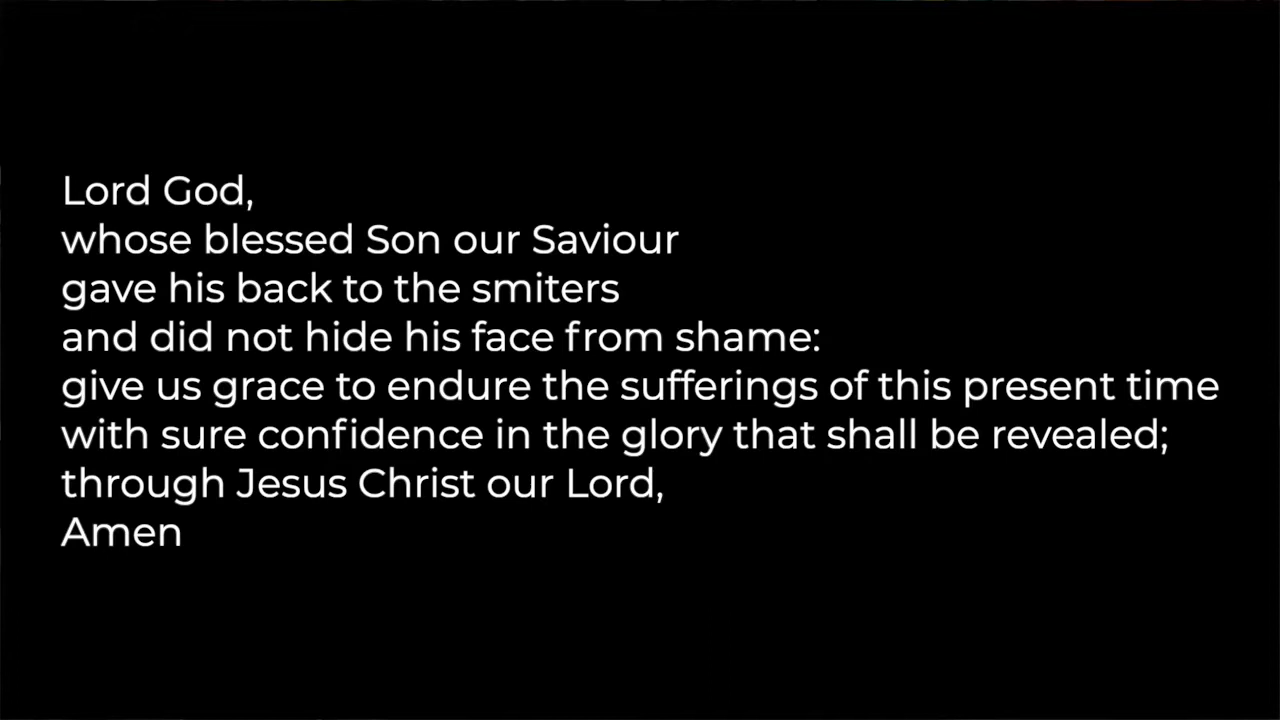 Lord God,
whose blessed Son our Saviour
gave his back to the smiters
and did not hide his face from shame:
give us grace to endure the sufferings of this present time
with sure confidence in the glory that shall be revealed;
through Jesus Christ our Lord,
Amen